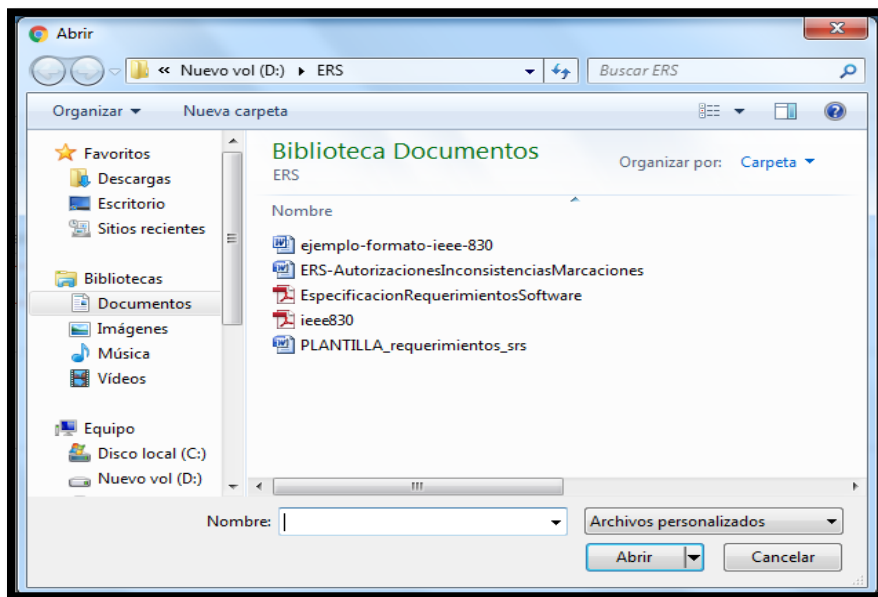 Abrir
« Nuevo vol (D:) ▸ ERS
Buscar ERS
Organizar
Nueva carpeta
Favoritos
Descargas
Escritorio
Sitios recientes
Bibliotecas
Documentos
Imágenes
Música
Vídeos
Equipo
Disco local (C:)
Nuevo vol (D:)
Biblioteca Documentos
ERS
Organizar por: Carpeta
Nombre
ejemplo-formato-ieee-830
ERS-AutorizacionesInconsistenciasMarcaciones
EspecificacionRequerimientosSoftware
ieee830
PLANTILLA_requerimientos_srs
Nombre:
Archivos personalizados
Abrir
Cancelar